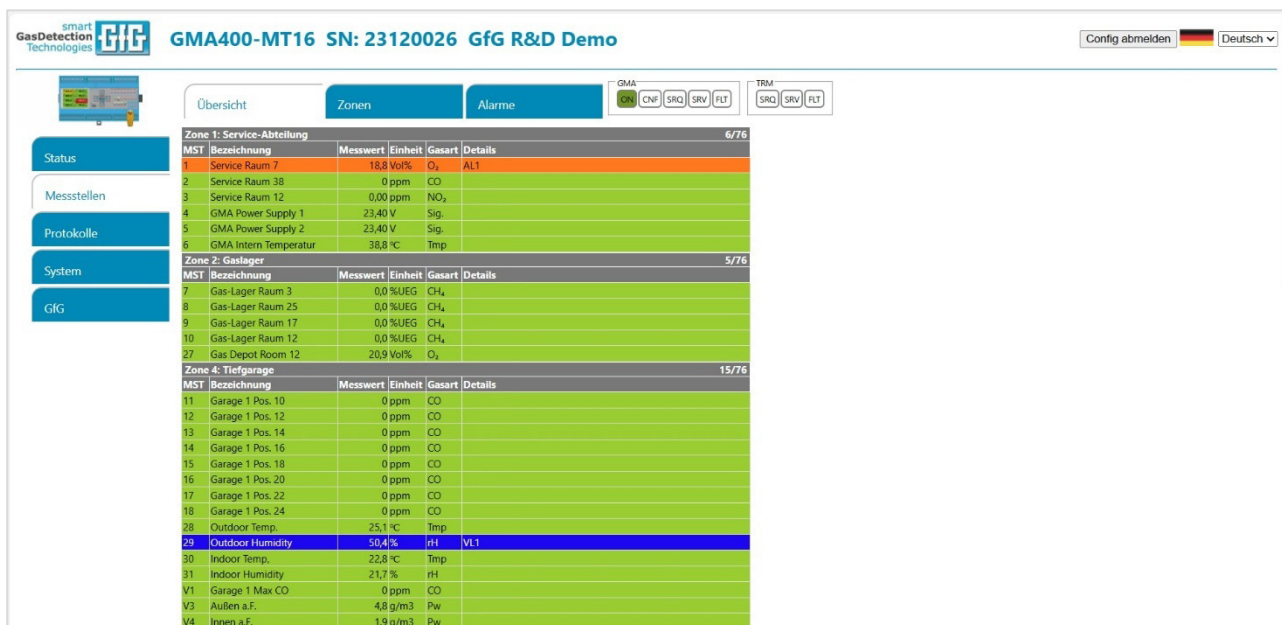 smart
GasDetection
Technologies
GfG
GMA400-MT16 SN: 23120026 GfG R&D Demo
Config abmelden
Deutsch
Übersicht
Zonen
Alarme
GMA
ON CNF SRQ SRV FLT
TRM
SRQ SRV FLT
Status
Messstellen
Protokolle
System
GfG
Zone 1: Service-Abteilung 6/76
MST Bezeichnung Messwert Einheit Gasart Details
1 Service Raum 7 18,8 Vol% O₂ AL1
2 Service Raum 38 0 ppm CO
3 Service Raum 12 0,00 ppm NO₂
4 GMA Power Supply 1 23,40 V Sig.
5 GMA Power Supply 2 23,40 V Sig.
6 GMA Intern Temperatur 38,8 °C Tmp
Zone 2: Gaslager 5/76
MST Bezeichnung Messwert Einheit Gasart Details
7 Gas-Lager Raum 3 0,0 %UEG CH₄
8 Gas-Lager Raum 25 0,0 %UEG CH₄
9 Gas-Lager Raum 17 0,0 %UEG CH₄
10 Gas-Lager Raum 12 0,0 %UEG CH₄
27 Gas Depot Room 12 20,9 Vol% O₂
Zone 4: Tiefgarage 15/76
MST Bezeichnung Messwert Einheit Gasart Details
11 Garage 1 Pos. 10 0 ppm CO
12 Garage 1 Pos. 12 0 ppm CO
13 Garage 1 Pos. 14 0 ppm CO
14 Garage 1 Pos. 16 0 ppm CO
15 Garage 1 Pos. 18 0 ppm CO
16 Garage 1 Pos. 20 0 ppm CO
17 Garage 1 Pos. 22 0 ppm CO
18 Garage 1 Pos. 24 0 ppm CO
28 Outdoor Temp. 25,1 °C Tmp
29 Outdoor Humidity 50,4 % rH VL1
30 Indoor Temp. 22,8 °C Tmp
31 Indoor Humidity 21,7 % rH
V1 Garage 1 Max CO 0 ppm CO
V3 Außen a.F. 4,8 g/m3 Pw
V4 Innen a.F. 1,9 g/m3 Pw